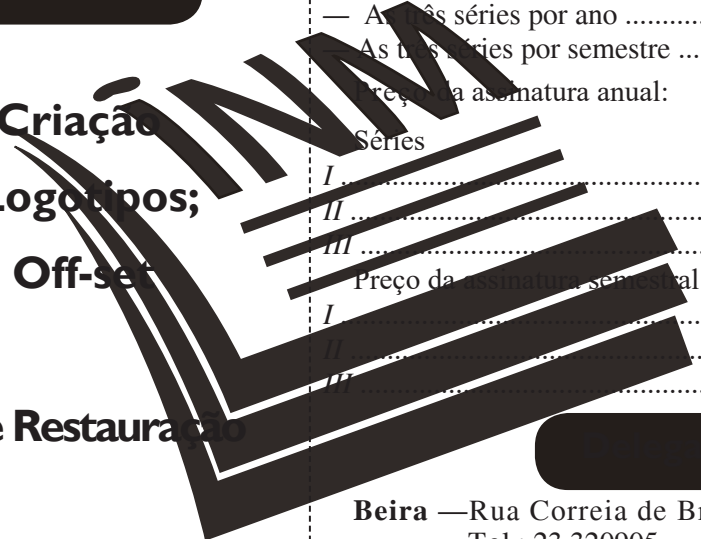 Criação
Logotipos;
Off-set
e Restauração
INM
— As três séries por ano ..........
— As três séries por semestre ...
Preço da assinatura anual:
Séries
I ..................................................
II .................................................
III ................................................
Preço da assinatura semestral
I ..................................................
II .................................................
III ................................................
Beira —Rua Correia de
Tel.: 23 320905